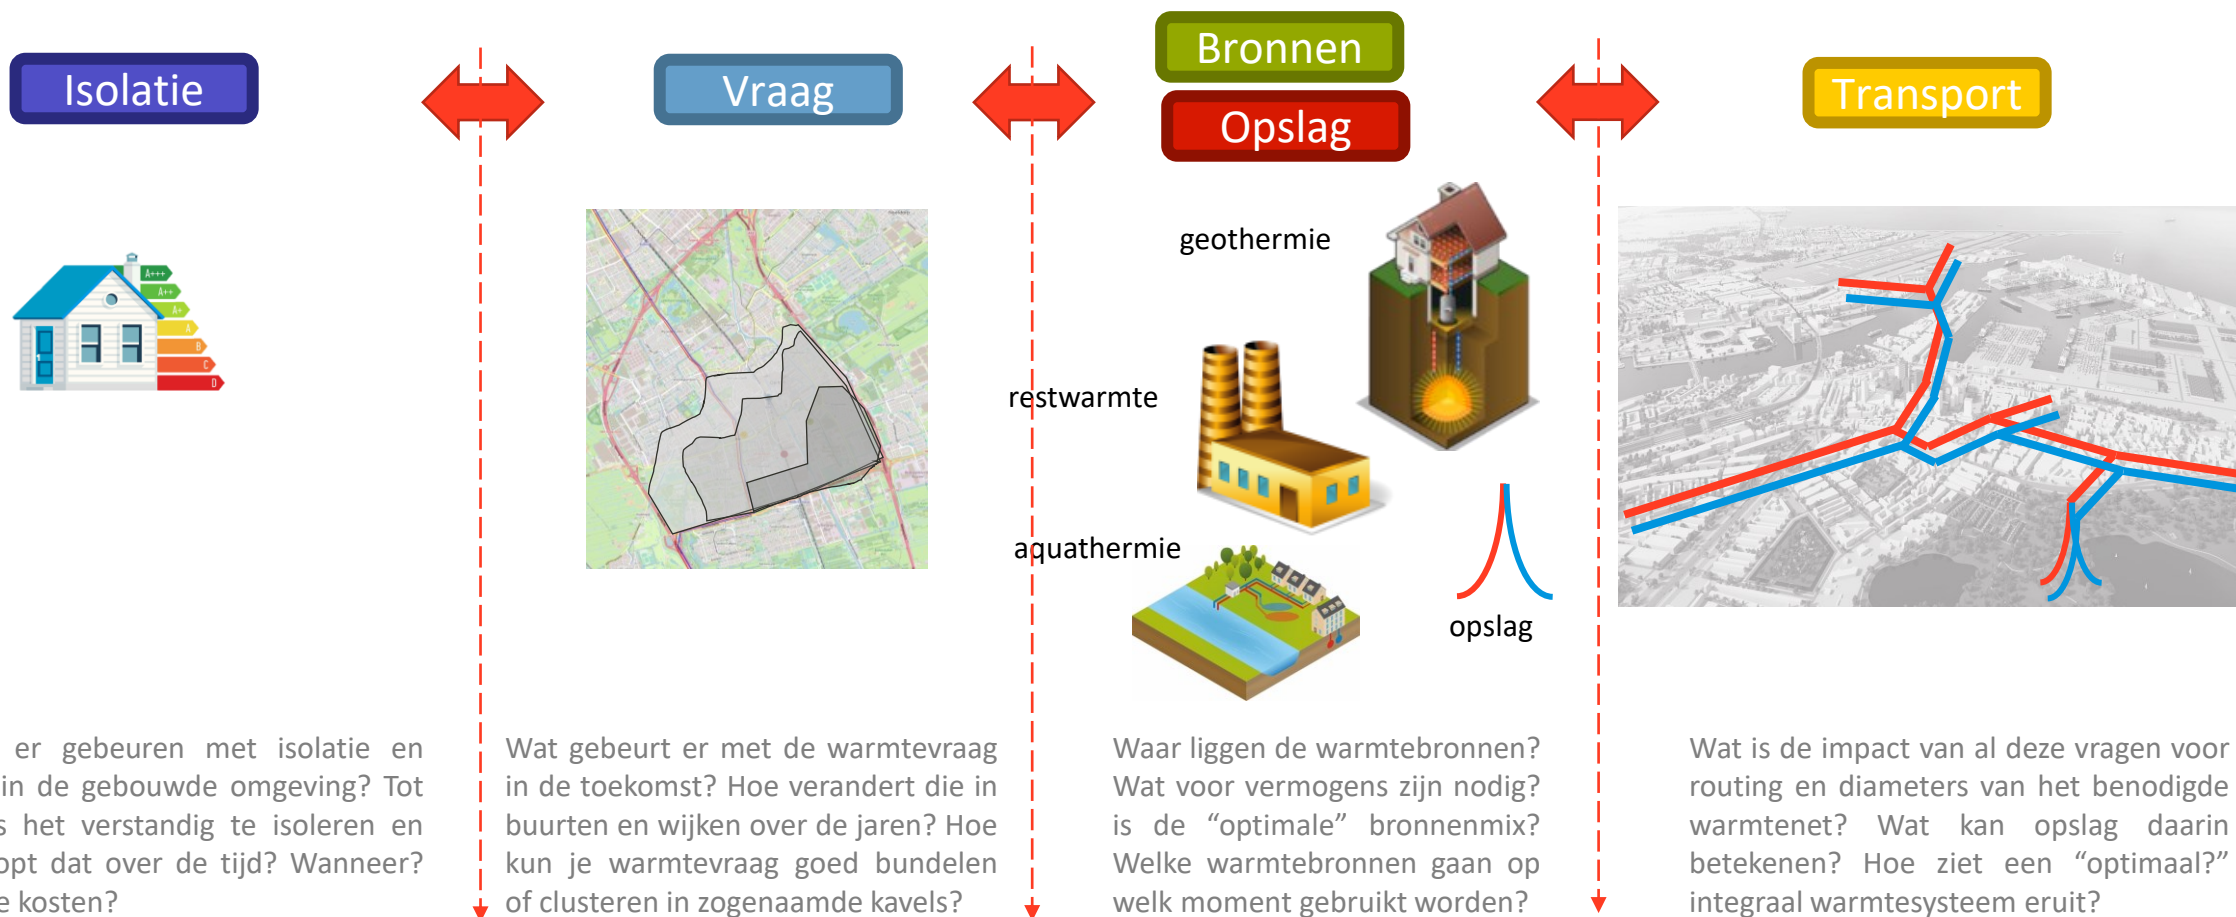 Isolatie
Vraag
Bronnen
Opslag
Transport
A+++
A++
A+
A
B
C
D
geothermie
restwarmte
aquathermie
opslag
er gebeuren met isolatie en
in de gebouwde omgeving? Tot
s het verstandig te isoleren en
opt dat over de tijd? Wanneer?
e kosten?
Wat gebeurt er met de warmtevraag
in de toekomst? Hoe verandert die in
buurten en wijken over de jaren? Hoe
kun je warmtevraag goed bundelen
of clusteren in zogenaamde kavels?
Waar liggen de warmtebronnen?
Wat voor vermogens zijn nodig?
is de “optimale” bronnenmix?
Welke warmtebronnen gaan op
welk moment gebruikt worden?
Wat is de impact van al deze vragen voor
routing en diameters van het benodigde
warmtenet? Wat kan opslag daarin
betekenen? Hoe ziet een “optimaal?”
integraal warmtesysteem eruit?